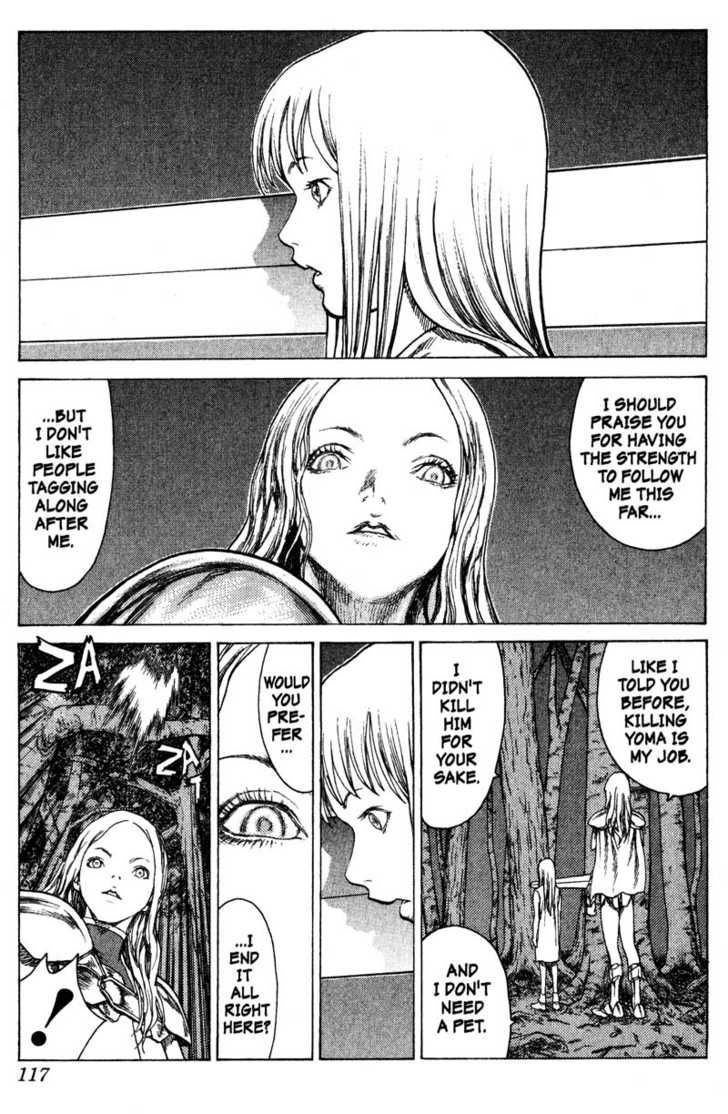 I SHOULD
PRAISE YOU
FOR HAVING
THE STRENGTH
TO FOLLOW
ME THIS
FAR...
...BUT
I DON'T
LIKE
PEOPLE
TAGGING
ALONG
AFTER
ME.
LIKE I
TOLD YOU
BEFORE,
KILLING
YOMA IS
MY JOB.
I
DIDN'T
KILL
HIM
FOR
YOUR
SAKE.
AND
I DON'T
NEED
A PET.
WOULD
YOU
PRE-
FER
...
...I
END
IT
ALL
RIGHT
HERE?
ZA
ZA
!
117